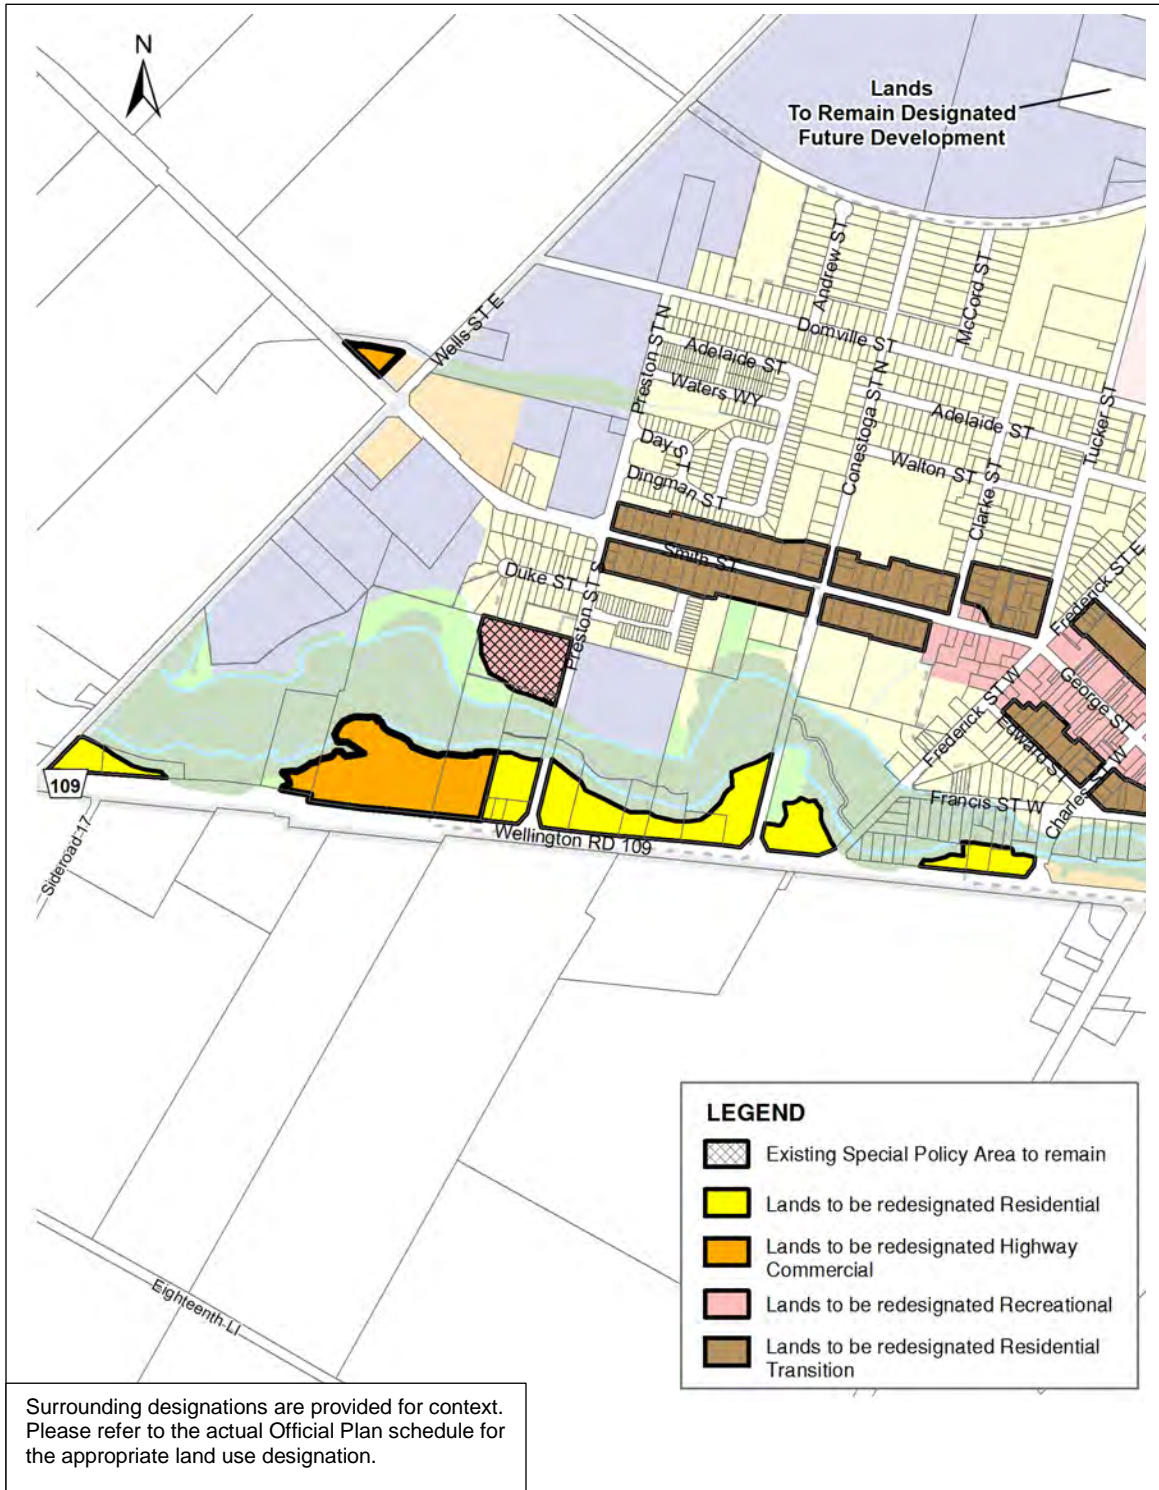 N
Lands
To Remain Designated
Future Development
Wells ST E
Andrew ST
McCord ST
Domville ST
Preston ST N
Adelaide ST
Waters WY
Conestoga ST N
Adelaide ST
Tucker ST
Day ST
Walton ST
Dingman ST
Clarke ST
Smith ST
Frederick ST E
Duke ST
Preston ST S
George ST
Frederick ST W
Edward ST
109
Francis ST W
Charles ST W
Wellington RD 109
Sideroad 17
Eighteenth LI
LEGEND
Existing Special Policy Area to remain
Lands to be redesignated Residential
Lands to be redesignated Highway
Commercial
Lands to be redesignated Recreational
Lands to be redesignated Residential
Transition
Surrounding designations are provided for context.
Please refer to the actual Official Plan schedule for
the appropriate land use designation.